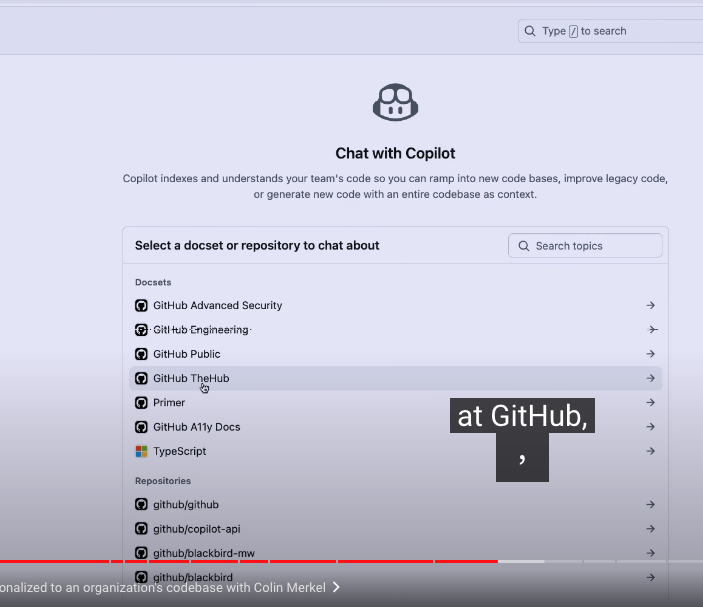 Type / to search
Chat with Copilot
Copilot indexes and understands your team's code so you can ramp into new code bases, improve legacy code,
or generate new code with an entire codebase as context.
Select a docset or repository to chat about
Search topics
Docsets
GitHub Advanced Security
GitHub Engineering
GitHub Public
GitHub TheHub
Primer
at GitHub,
GitHub A11y Docs
,
TypeScript
Repositories
github/github
github/copilot-api
github/blackbird-mw
github/blackbird
onalized to an organization's codebase with Colin Merkel